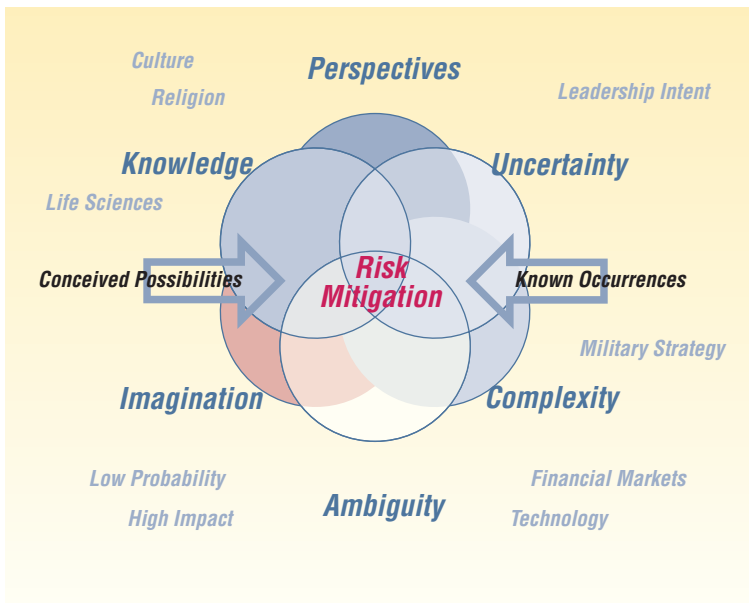 Culture
Perspectives
Religion
Leadership Intent
Knowledge
Uncertainty
Life Sciences
Conceived Possibilities
Risk
Mitigation
Known Occurrences
Military Strategy
Imagination
Complexity
Low Probability
High Impact
Ambiguity
Financial Markets
Technology